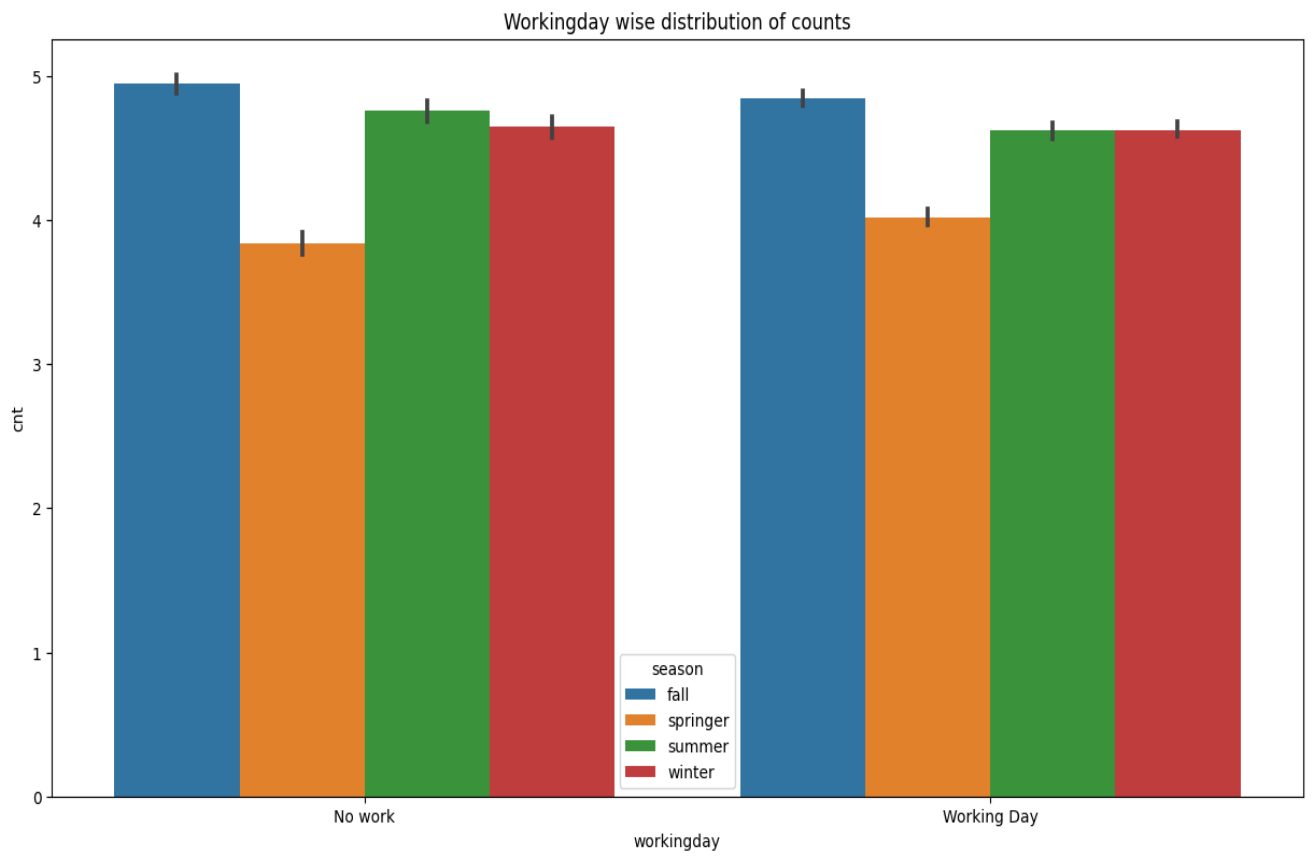 Workingday wise distribution of counts
cnt
5
4
3
2
1
0
season
fall
springer
summer
winter
No work
Working Day
workingday